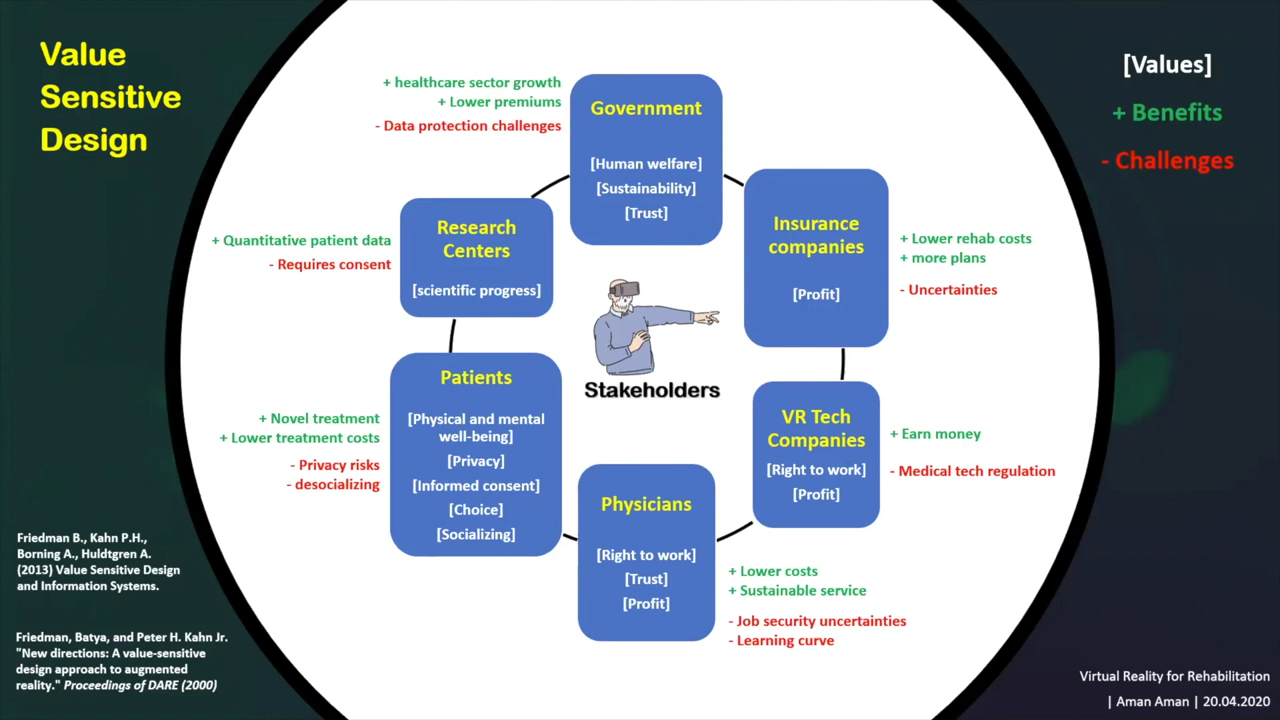 Value
Sensitive
Design
[Values]
+ Benefits
- Challenges
+ healthcare sector growth
+ Lower premiums
- Data protection challenges
Government
[Human welfare]
[Sustainability]
[Trust]
Insurance
companies
[Profit]
+ Lower rehab costs
+ more plans
- Uncertainties
+ Quantitative patient data
- Requires consent
Research
Centers
[scientific progress]
Stakeholders
Patients
[Physical and mental
well-being]
[Privacy]
[Informed consent]
[Choice]
[Socializing]
+ Novel treatment
+ Lower treatment costs
- Privacy risks
- desocializing
VR Tech
Companies
[Right to work]
[Profit]
+ Earn money
- Medical tech regulation
Physicians
[Right to work]
[Trust]
[Profit]
+ Lower costs
+ Sustainable service
- Job security uncertainties
- Learning curve
Friedman B., Kahn P.H.,
Borning A., Huldtgren A.
(2013) Value Sensitive Design
and Information Systems.
Friedman, Batya, and Peter H. Kahn Jr.
"New directions: A value-sensitive
design approach to augmented
reality." Proceedings of DARE (2000)
Virtual Reality for Rehabilitation
| Aman Aman | 20.04.2020